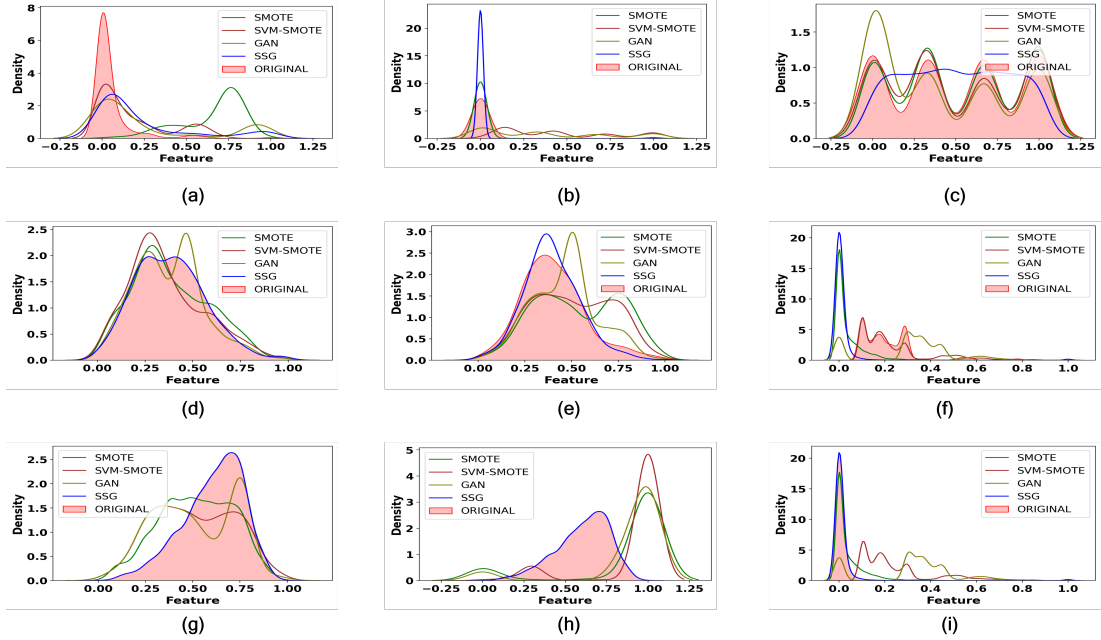 8
6
4
2
0
Density
−0.25 0.00 0.25 0.50 0.75 1.00 1.25
Feature
SMOTE
SVM-SMOTE
GAN
SSG
ORIGINAL
(a)
20
15
10
5
0
Density
−0.25 0.00 0.25 0.50 0.75 1.00 1.25
Feature
SMOTE
SVM-SMOTE
GAN
SSG
ORIGINAL
(b)
1.5
1.0
0.5
0.0
Density
−0.25 0.00 0.25 0.50 0.75 1.00 1.25
Feature
SMOTE
SVM-SMOTE
GAN
SSG
ORIGINAL
(c)
2.5
2.0
1.5
1.0
0.5
0.0
Density
0.00 0.25 0.50 0.75 1.00
Feature
SMOTE
SVM-SMOTE
GAN
SSG
ORIGINAL
(d)
3.0
2.5
2.0
1.5
1.0
0.5
0.0
Density
0.00 0.25 0.50 0.75 1.00
Feature
SMOTE
SVM-SMOTE
GAN
SSG
ORIGINAL
(e)
20
15
10
5
0
Density
0.0 0.2 0.4 0.6 0.8 1.0
Feature
SMOTE
SVM-SMOTE
GAN
SSG
ORIGINAL
(f)
2.5
2.0
1.5
1.0
0.5
0.0
Density
0.00 0.25 0.50 0.75 1.00
Feature
SMOTE
SVM-SMOTE
GAN
SSG
ORIGINAL
(g)
5
4
3
2
1
0
Density
−0.25 0.00 0.25 0.50 0.75 1.00 1.25
Feature
SMOTE
SVM-SMOTE
GAN
SSG
ORIGINAL
(h)
20
15
10
5
0
Density
0.0 0.2 0.4 0.6 0.8 1.0
Feature
SMOTE
SVM-SMOTE
GAN
SSG
ORIGINAL
(i)